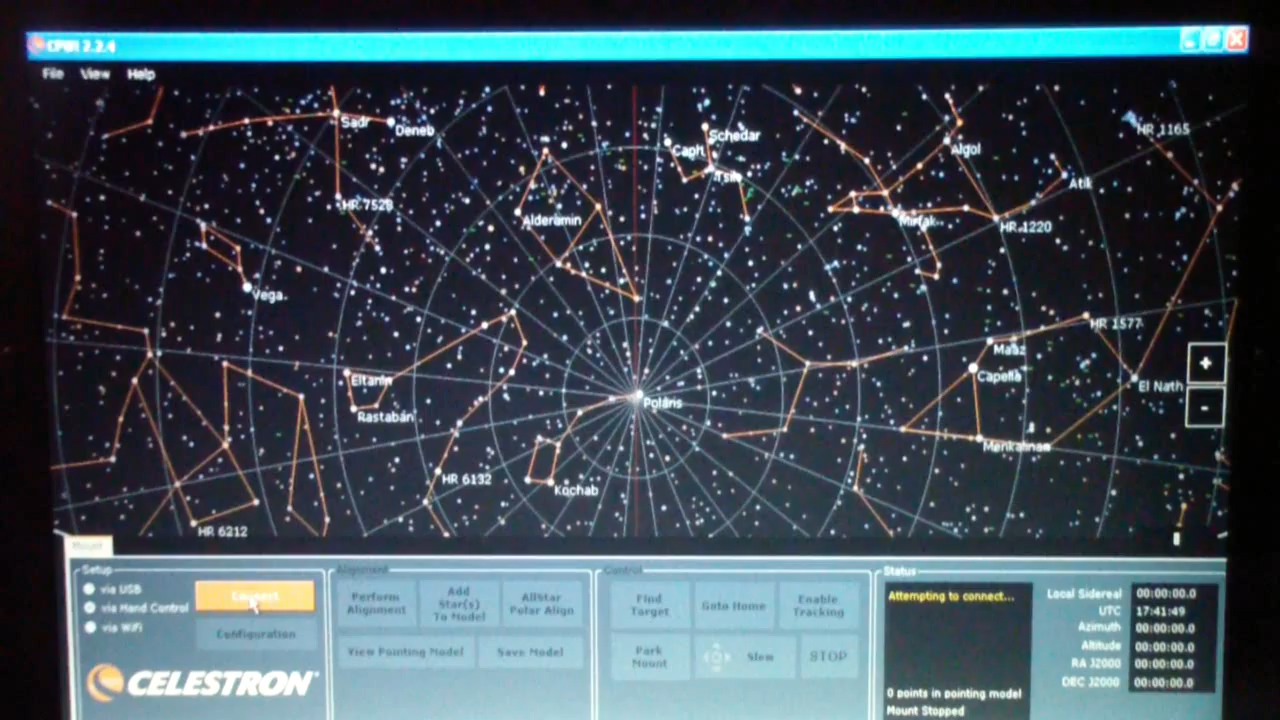 CPWI 2.2.4
File View Help
Sadr
Deneb
Schedar
Caph
Tsih
Algol
HR 1165
HR 7528
Alderamin
Atik
Mirfak
HR 1220
Vega
HR 1577
Maaz
Eltanin
Rastaban
Polaris
Capella
El Nath
+
-
Menkalinan
HR 6132
Kochab
HR 6212
Mount
Setup
via USB
via Hand Control
via WiFi
Connect
Configuration
CELESTRON
Alignment
Perform
Alignment
Add
Star(s)
To Model
AllStar
Polar Align
View Pointing Model
Save Model
Control
Find
Target
Goto Home
Enable
Tracking
Park
Mount
Slew
STOP
Status
Attempting to connect...
0 points in pointing model
Mount Stopped
Local Sidereal 00:00:00.0
UTC 17:41:49
Azimuth 00:00:00.0
Altitude 00:00:00.0
RA J2000 00:00:00.0
DEC J2000 00:00:00.0